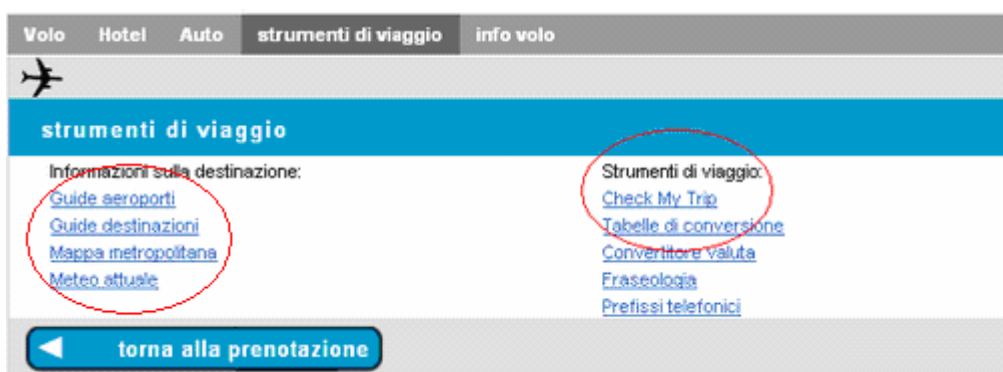 Volo Hotel Auto strumenti di viaggio info volo
strumenti di viaggio
Informazioni sulla destinazione:
Guide aeroporti
Guide destinazioni
Mappa metropolitana
Meteo attuale
Strumenti di viaggio:
Check My Trip
Tabelle di conversione
Convertitore valuta
Fraseologia
Prefissi telefonici
torna alla prenotazione